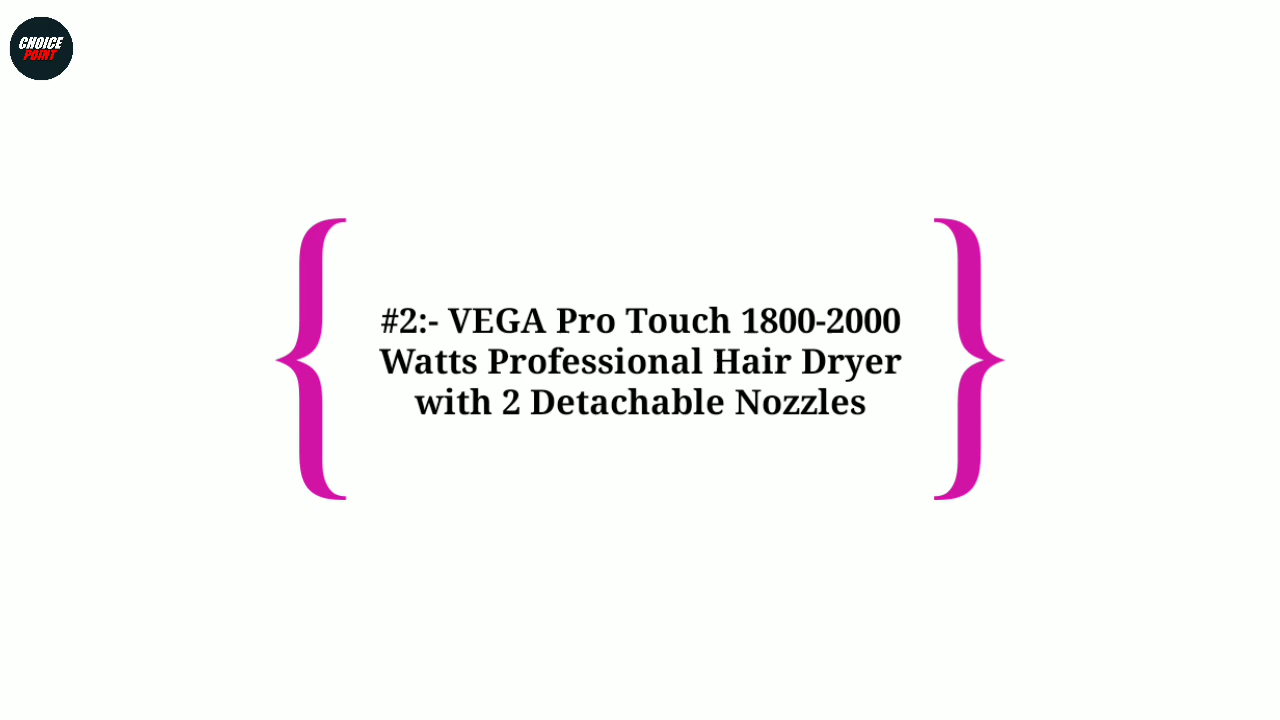 CHOICE
POINT
#2:- VEGA Pro Touch 1800-2000
Watts Professional Hair Dryer
with 2 Detachable Nozzles